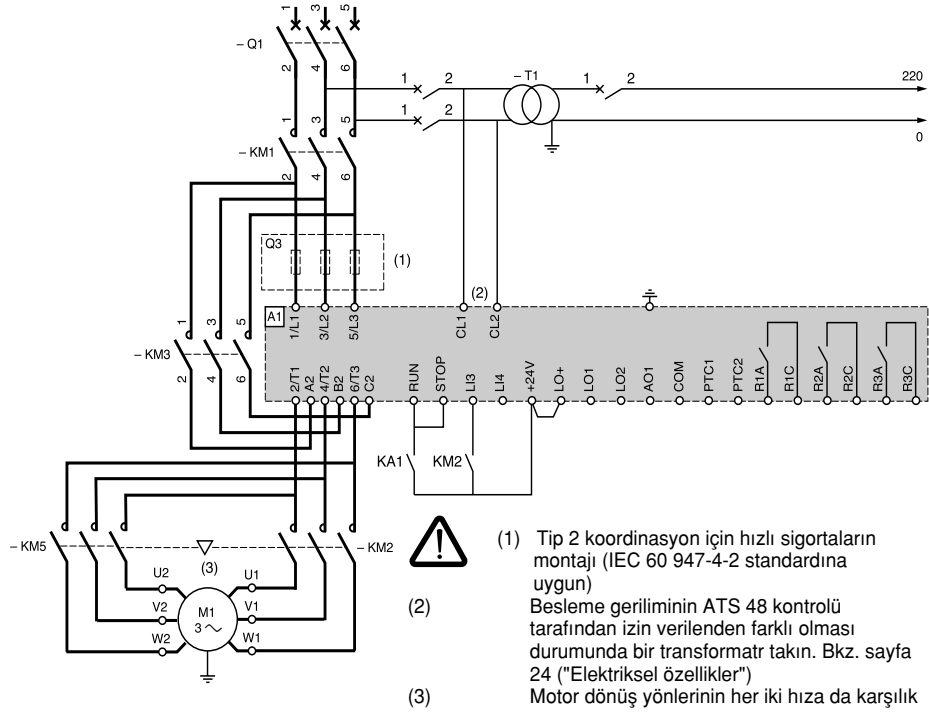 1 3 5
– Q1
2 4 6
1 2 – T1 1 2 220
1 2
0
1 3 5
– KM1
2 4 6
Q3
(1)
(2)
A1 1/L1 3/L2 5/L3 CL1 CL2
1 3 5
– KM3
2 4 6
2/T1 A2 4/T2 B2 6/T3 C2 RUN STOP LI3 LI4 +24V LO+ LO1 LO2 AO1 COM PTC1 PTC2 R1A R1C R2A R2C R3A R3C
KA1 KM2
– KM5 – KM2
(3)
U2 U1
V2 M1 V1
3
W2 W1
(1) Tip 2 koordinasyon için hızlı sigortaların
montajı (IEC 60 947-4-2 standardına
uygun)
(2) Besleme geriliminin ATS 48 kontrolü
tarafından izin verilenden farklı olması
durumunda bir transformatr takın. Bkz. sayfa
24 ("Elektriksel özellikler")
(3) Motor dönüş yönlerinin her iki hıza da karşılık